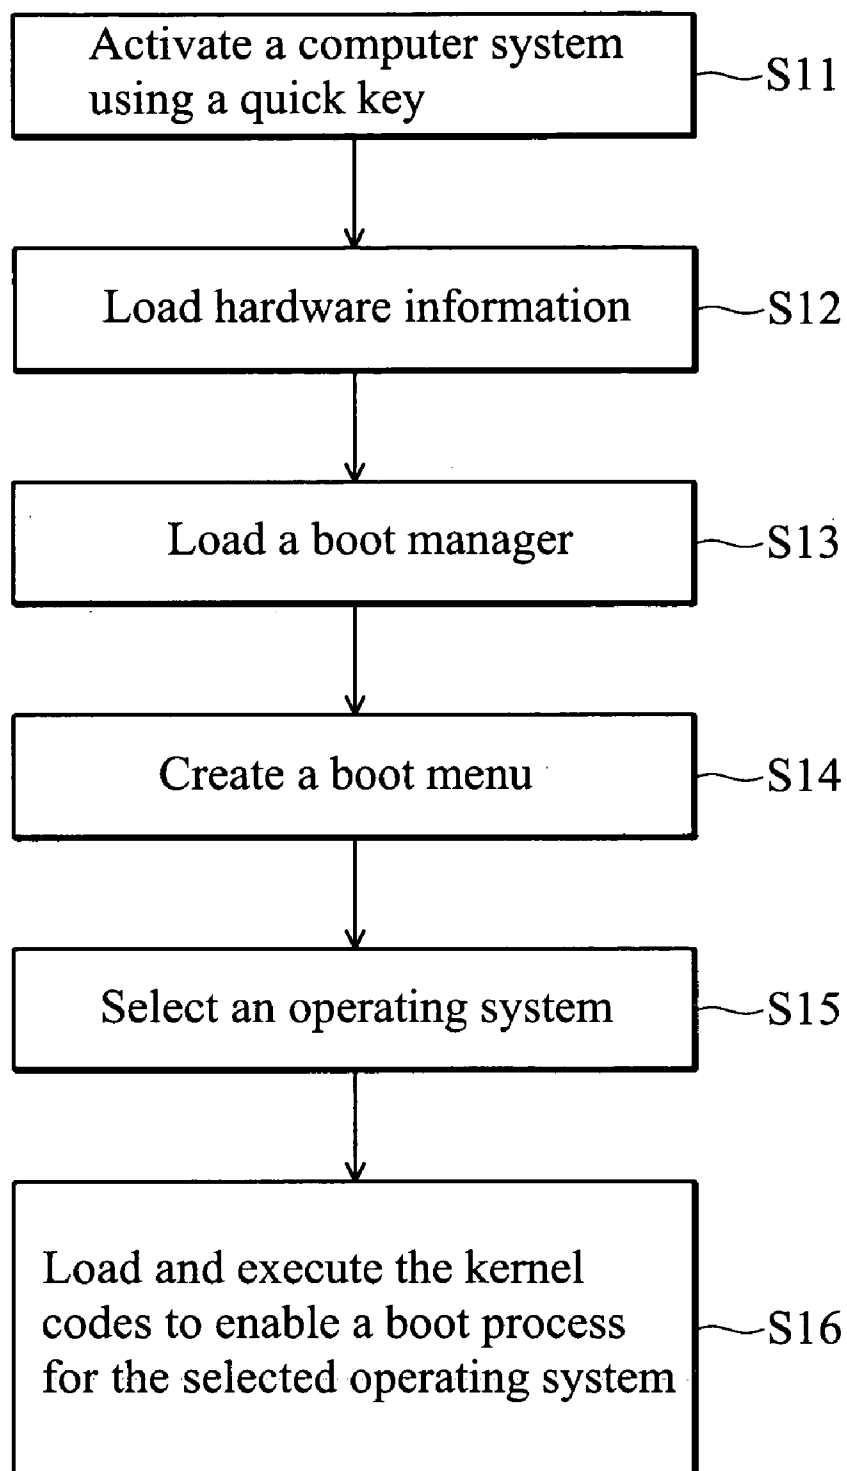 Activate a computer system
using a quick key
S11
Load hardware information
S12
Load a boot manager
S13
Create a boot menu
S14
Select an operating system
S15
Load and execute the kernel
codes to enable a boot process
for the selected operating system
S16